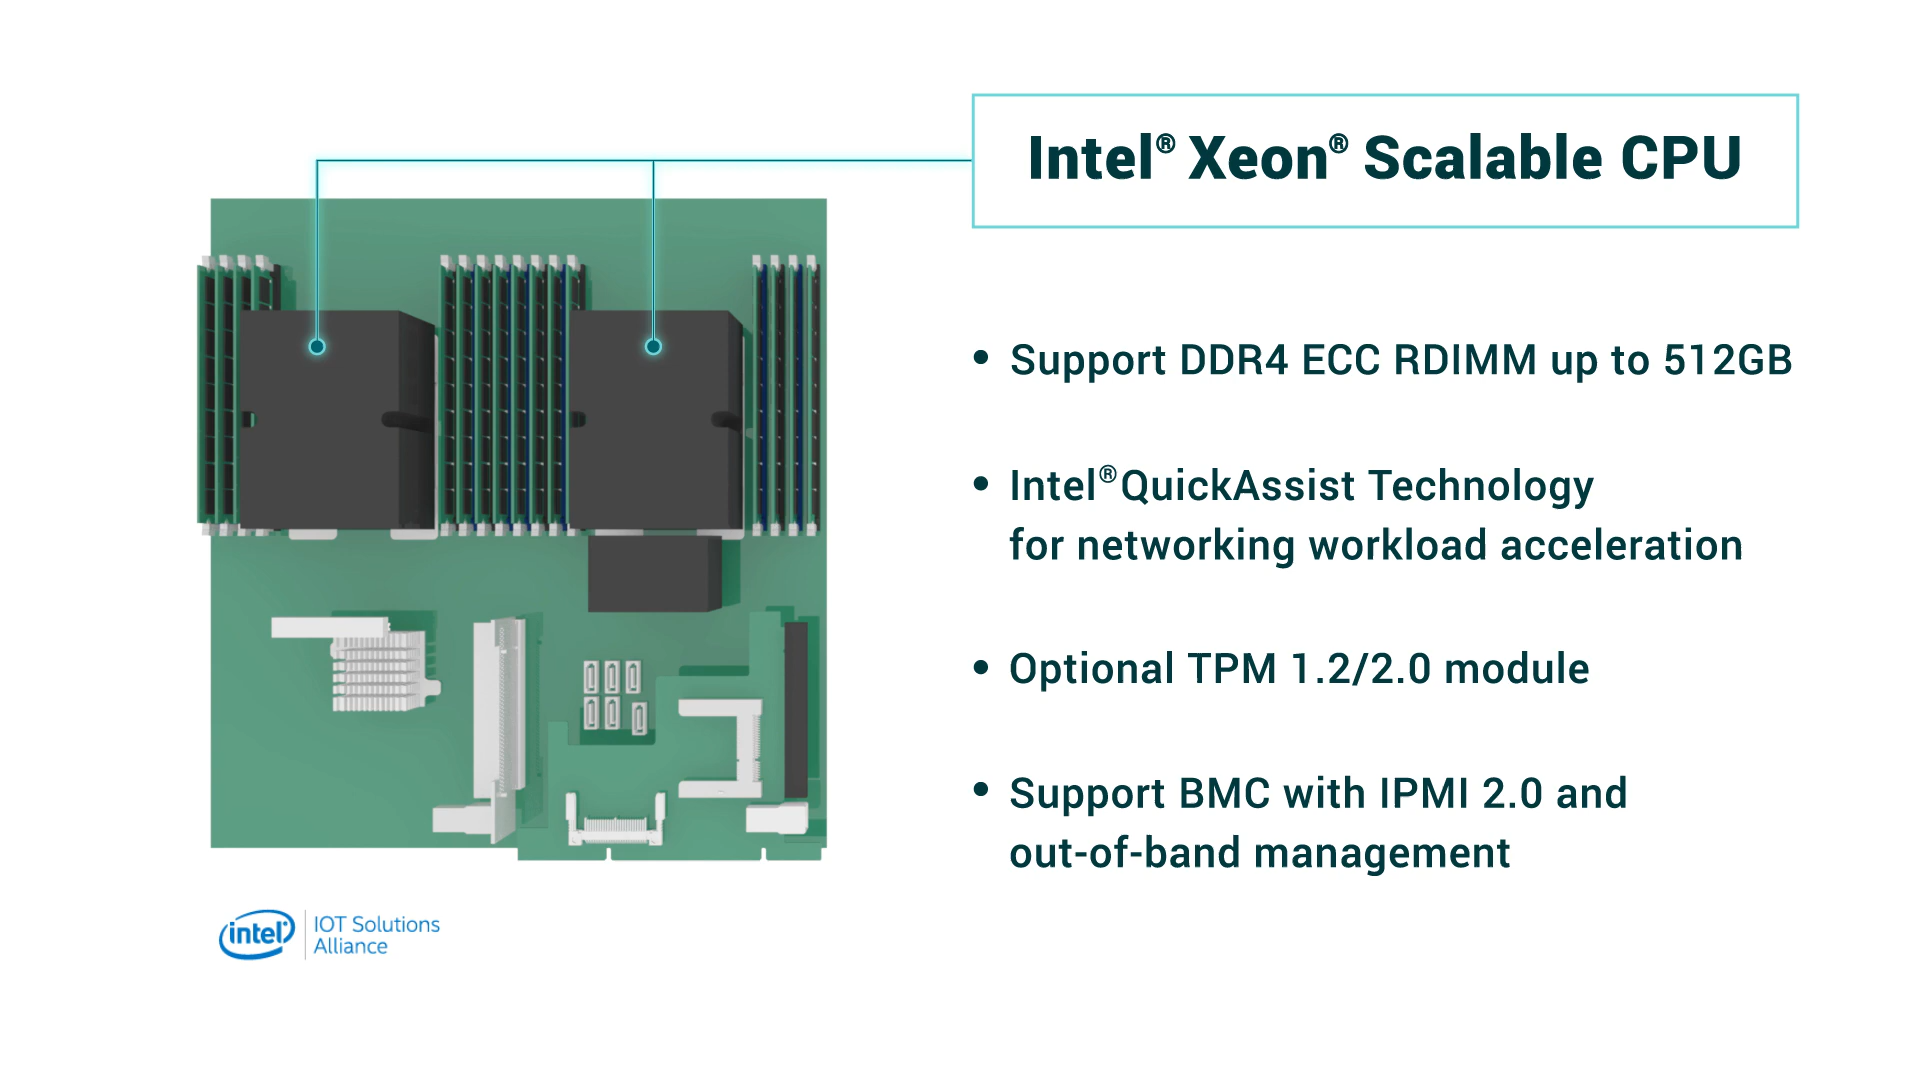 Intel® Xeon® Scalable CPU
• Support DDR4 ECC RDIMM up to 512GB
• Intel® QuickAssist Technology
for networking workload acceleration
• Optional TPM 1.2/2.0 module
• Support BMC with IPMI 2.0 and
out-of-band management
intel®
IOT Solutions
Alliance